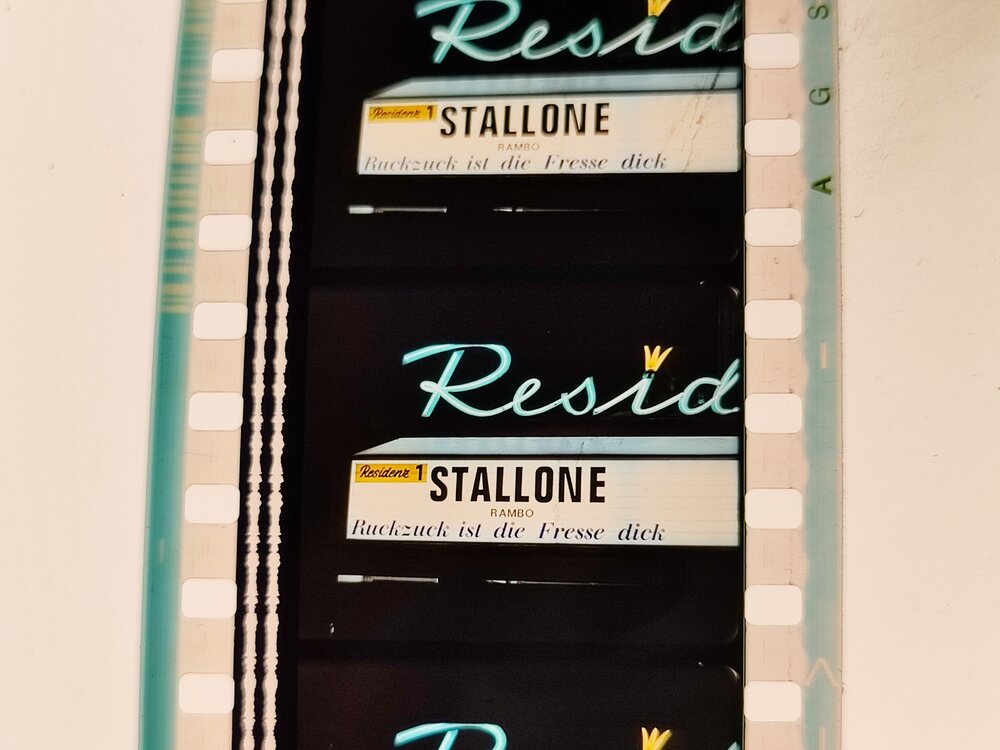 Resid
Residenz 1 STALLONE
RAMBO
Ruckzuck ist die Fresse dick
Resid
Residenz 1 STALLONE
RAMBO
Ruckzuck ist die Fresse dick
S
G
A